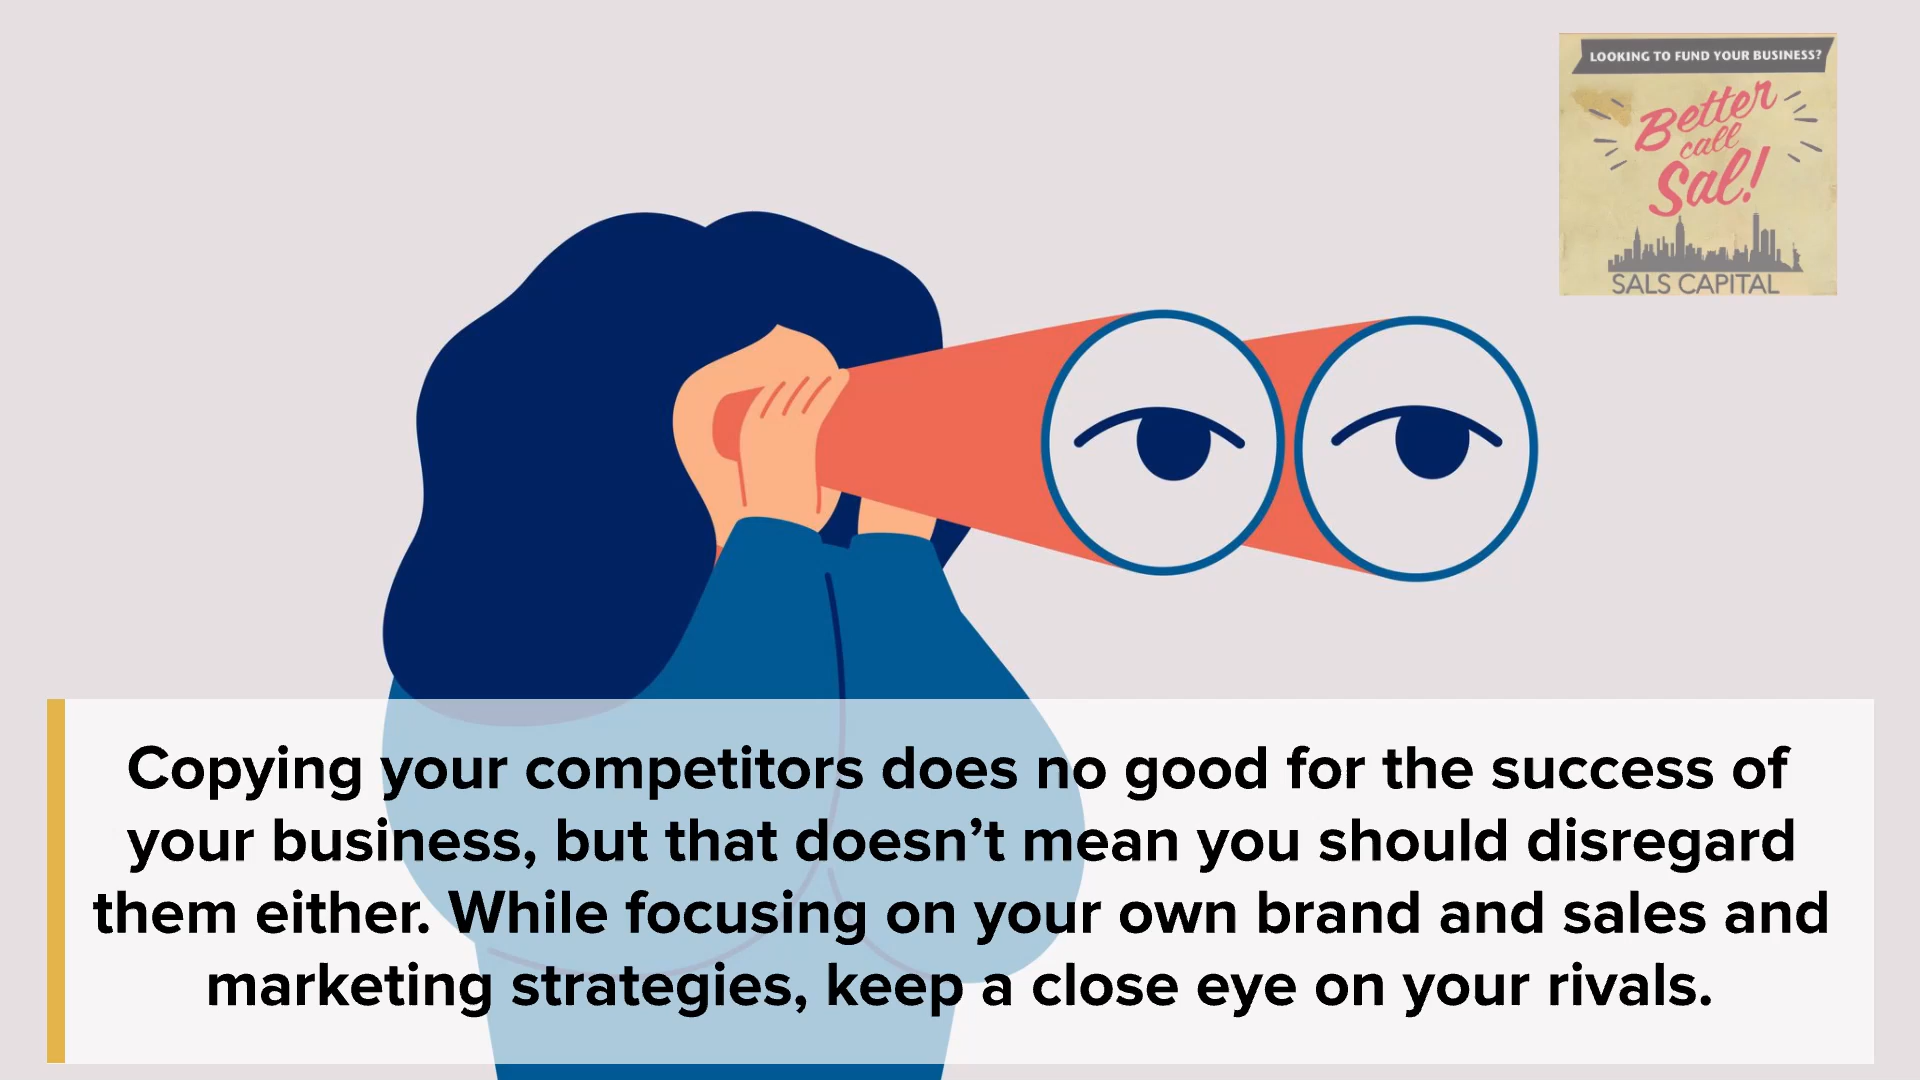 LOOKING TO FUND YOUR BUSINESS?
Better
call
Sal!
SALS CAPITAL
Copying your competitors does no good for the success of
your business, but that doesn’t mean you should disregard
them either. While focusing on your own brand and sales and
marketing strategies, keep a close eye on your rivals.